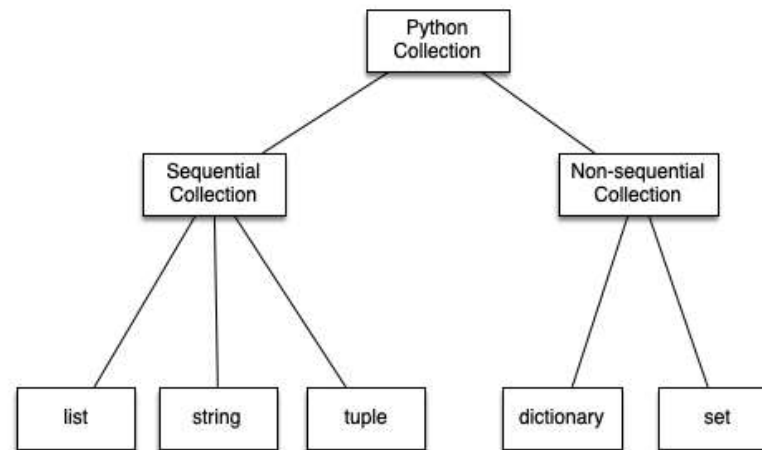 Python
Collection
Sequential
Collection
Non-sequential
Collection
list
string
tuple
dictionary
set